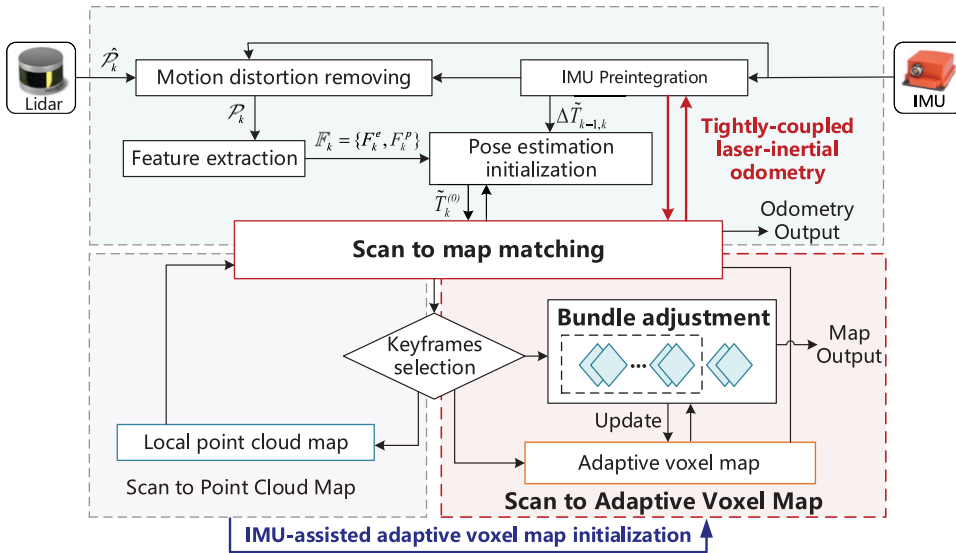 𝒫̂ₖ
Lidar
Motion distortion removing
IMU Preintegration
IMU
𝒫ₖ
ΔT̃ₖ₋₁,ₖ
Feature extraction
𝔽ₖ = {Fₖᵉ, Fₖᵖ}
Pose estimation
initialization
Tightly-coupled
laser-inertial
odometry
T̃ₖ⁽⁰⁾
Odometry
Output
Scan to map matching
Keyframes
selection
Bundle adjustment
...
Map
Output
Update
Local point cloud map
Adaptive voxel map
Scan to Point Cloud Map
Scan to Adaptive Voxel Map
IMU-assisted adaptive voxel map initialization